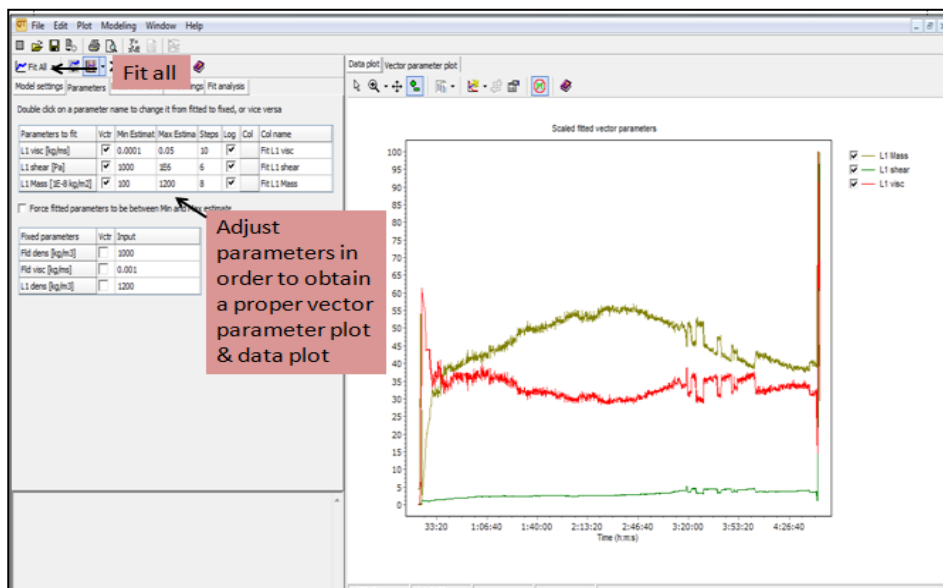 QT File Edit Plot Modeling Window Help
Fit All
Fit all
Model settings Parameters ngs Fit analysis
Double click on a parameter name to change it from fitted to fixed, or vice versa
Parameters to fit Vctr Min Estimat Max Estima Steps Log Col Col name
L1 visc [kg/ms] 0.0001 0.05 10 Fit L1 visc
L1 shear [Pa] 1000 1E6 6 Fit L1 shear
L1 Mass [1E-8 kg/m2] 100 1200 8 Fit L1 Mass
Force fitted parameters to be between Min and Max estimate
Adjust
parameters in
order to obtain
a proper vector
parameter plot
& data plot
Fixed parameters Vctr Input
Fld dens [kg/m3] 1000
Fld visc [kg/ms] 0.001
L1 dens [kg/m3] 1200
Data plot Vector parameter plot
Scaled fitted vector parameters
L1 Mass
L1 shear
L1 visc
100
95
90
85
80
75
70
65
60
55
50
45
40
35
30
25
20
15
10
5
0
33:20 1:06:40 1:40:00 2:13:20 2:46:40 3:20:00 3:53:20 4:26:40
Time (h:m:s)